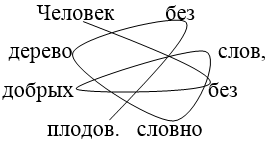 Человек без
дерево слов,
добрых без
плодов. словно